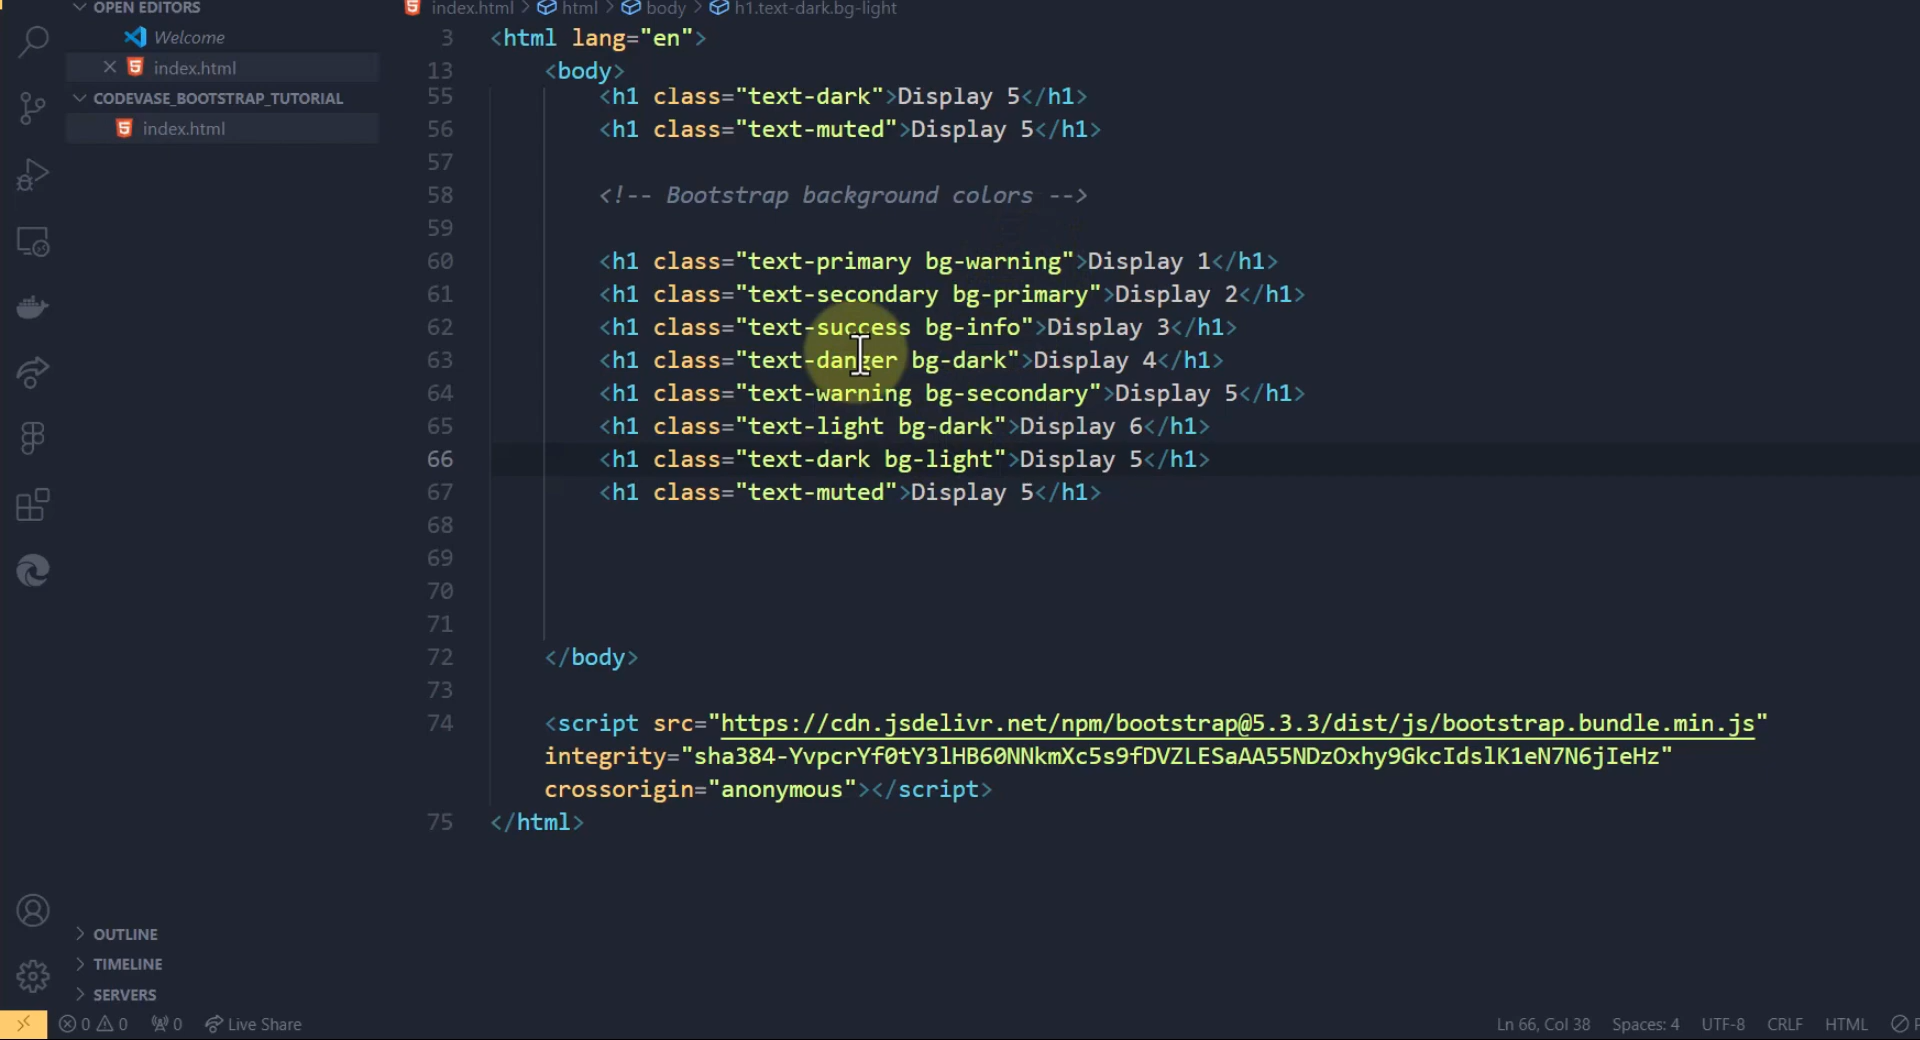 OPEN EDITORS
Welcome
index.html
CODEVASE_BOOTSTRAP_TUTORIAL
index.html
index.html > html > body > h1.text-dark.bg-light
3 <html lang="en">
13 <body>
55 <h1 class="text-dark">Display 5</h1>
56 <h1 class="text-muted">Display 5</h1>
57
58 <!-- Bootstrap background colors -->
59
60 <h1 class="text-primary bg-warning">Display 1</h1>
61 <h1 class="text-secondary bg-primary">Display 2</h1>
62 <h1 class="text-success bg-info">Display 3</h1>
63 <h1 class="text-danger bg-dark">Display 4</h1>
64 <h1 class="text-warning bg-secondary">Display 5</h1>
65 <h1 class="text-light bg-dark">Display 6</h1>
66 <h1 class="text-dark bg-light">Display 5</h1>
67 <h1 class="text-muted">Display 5</h1>
68
69
70
71
72 </body>
73
74 <script src="https://cdn.jsdelivr.net/npm/bootstrap@5.3.3/dist/js/bootstrap.bundle.min.js"
integrity="sha384-YvpcrYf0tY3lHB60NNkmXc5s9fDVZLESaAA55NDzOxhy9GkcIdslK1eN7N6jIeHz"
crossorigin="anonymous"></script>
75 </html>
OUTLINE
TIMELINE
SERVERS
0 0 0 Live Share
Ln 66, Col 38 Spaces: 4 UTF-8 CRLF HTML